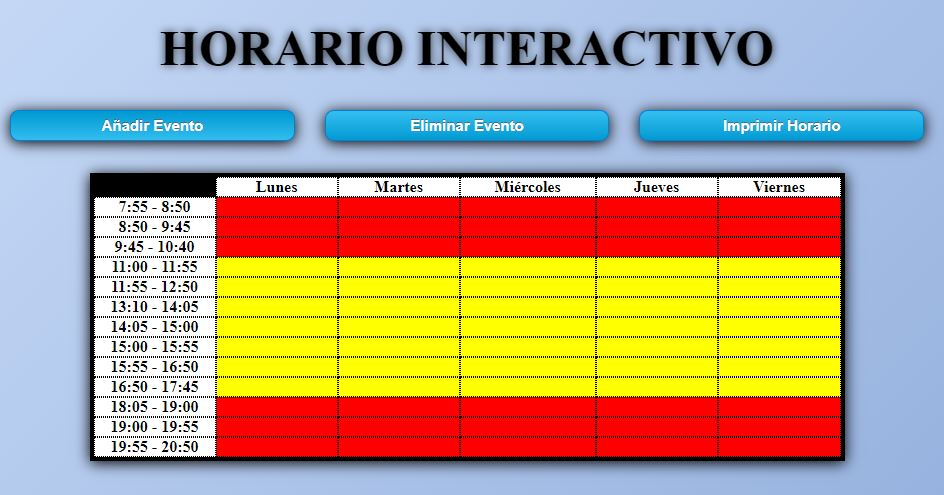 HORARIO INTERACTIVO
Añadir Evento Eliminar Evento Imprimir Horario
Lunes Martes Miércoles Jueves Viernes
7:55 - 8:50
8:50 - 9:45
9:45 - 10:40
11:00 - 11:55
11:55 - 12:50
13:10 - 14:05
14:05 - 15:00
15:00 - 15:55
15:55 - 16:50
16:50 - 17:45
18:05 - 19:00
19:00 - 19:55
19:55 - 20:50